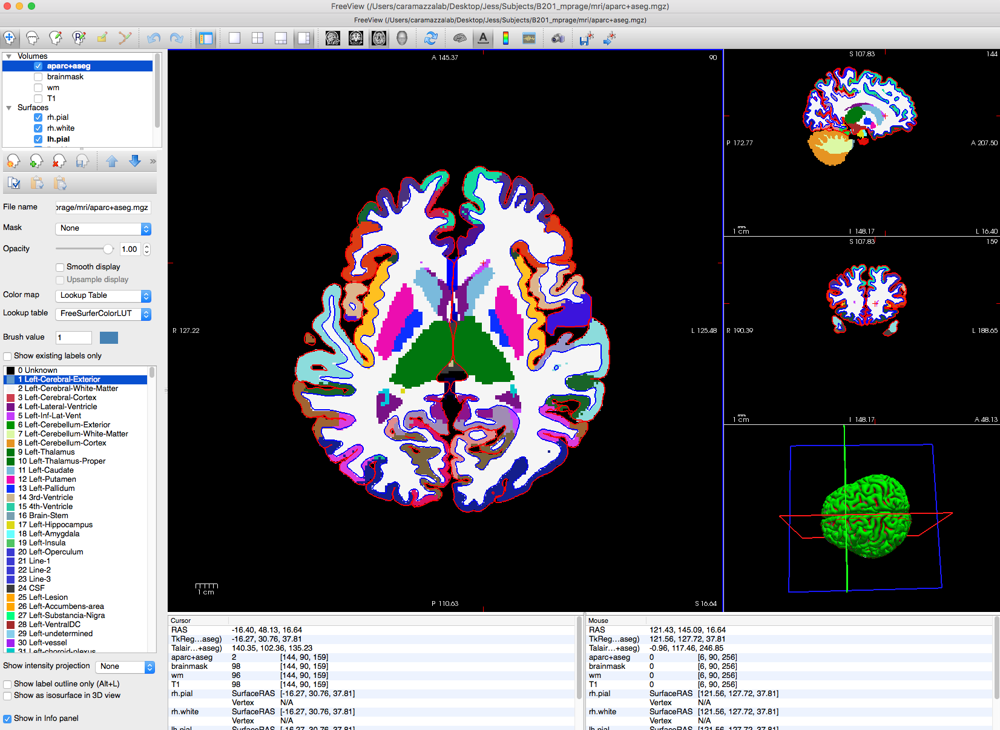 FreeView (/Users/caramazzalab/Desktop/Jess/Subjects/B201_mprage/mri/aparc+aseg.mgz)
FreeView (/Users/caramazzalab/Desktop/Jess/Subjects/B201_mprage/mri/aparc+aseg.mgz)
Volumes
aparc+aseg
brainmask
wm
T1
Surfaces
rh.pial
rh.white
lh.pial
»
File name orage/mri/aparc+aseg.mgz
Mask None
Opacity 1.00
Smooth display
Upsample display
Color map Lookup Table
Lookup table FreeSurferColorLUT
Brush value 1
Show existing labels only
0 Unknown
1 Left-Cerebral-Exterior
2 Left-Cerebral-White-Matter
3 Left-Cerebral-Cortex
4 Left-Lateral-Ventricle
5 Left-Inf-Lat-Vent
6 Left-Cerebellum-Exterior
7 Left-Cerebellum-White-Matter
8 Left-Cerebellum-Cortex
9 Left-Thalamus
10 Left-Thalamus-Proper
11 Left-Caudate
12 Left-Putamen
13 Left-Pallidum
14 3rd-Ventricle
15 4th-Ventricle
16 Brain-Stem
17 Left-Hippocampus
18 Left-Amygdala
19 Left-Insula
20 Left-Operculum
21 Line-1
22 Line-2
23 Line-3
24 CSF
25 Left-Lesion
26 Left-Accumbens-area
27 Left-Substancia-Nigra
28 Left-VentralDC
29 Left-undetermined
30 Left-vessel
31 Left-choroid-plexus
Show intensity projection None
Show label outline only (Alt+L)
Show as isosurface in 3D view
Show in Info panel
A 145.37
90
R 127.22
L 125.48
1 cm
P 110.63
S 16.64
S 107.83
144
P 172.77
A 207.50
1 cm
I 148.17
L 16.40
S 107.83
159
R 190.39
L 188.65
1 cm
I 148.17
A 48.13
Cursor
RAS -16.40, 48.13, 16.64
TkReg...aseg) -16.27, 30.76, 37.81
Talair...+aseg) 140.35, 102.36, 135.23
aparc+aseg 2 [144, 90, 159]
brainmask 98 [144, 90, 159]
wm 96 [144, 90, 159]
T1 98 [144, 90, 159]
rh.pial SurfaceRAS [-16.27, 30.76, 37.81]
Vertex N/A
rh.white SurfaceRAS [-16.27, 30.76, 37.81]
Vertex N/A
lh.pial SurfaceRAS [-16.27, 30.76, 37.81]
Mouse
RAS 121.43, 145.09, 16.64
TkReg...aseg) 121.56, 127.72, 37.81
Talair...+aseg) -0.96, 117.46, 246.85
aparc+aseg 0 [6, 90, 256]
brainmask 0 [6, 90, 256]
wm 0 [6, 90, 256]
T1 0 [6, 90, 256]
rh.pial SurfaceRAS [121.56, 127.72, 37.81]
Vertex N/A
rh.white SurfaceRAS [121.56, 127.72, 37.81]
Vertex N/A
lh.pial SurfaceRAS [121.56, 127.72, 37.81]